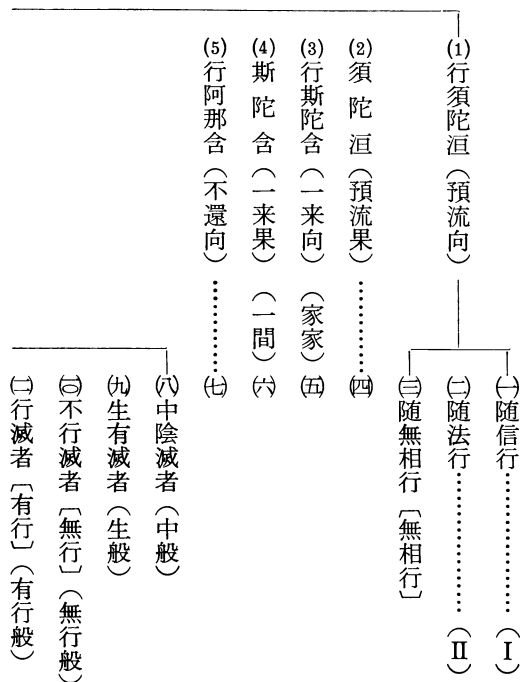 (1)行須陀洹(預流向)
㈠随信行…………(Ⅰ)
㈡随法行…………(Ⅱ)
㈢随無相行〔無相行〕
(2)須陀洹(預流果)………㈣
(3)行斯陀含(一来向)(家家)㈤
(4)斯陀含(一来果)(一間)㈥
(5)行阿那含(不還向)………㈦
㈧中陰滅者(中般)
㈨生有滅者(生般)
(一〇)不行滅者〔無行〕(無行般)
(一一)行滅者〔有行〕(有行般)